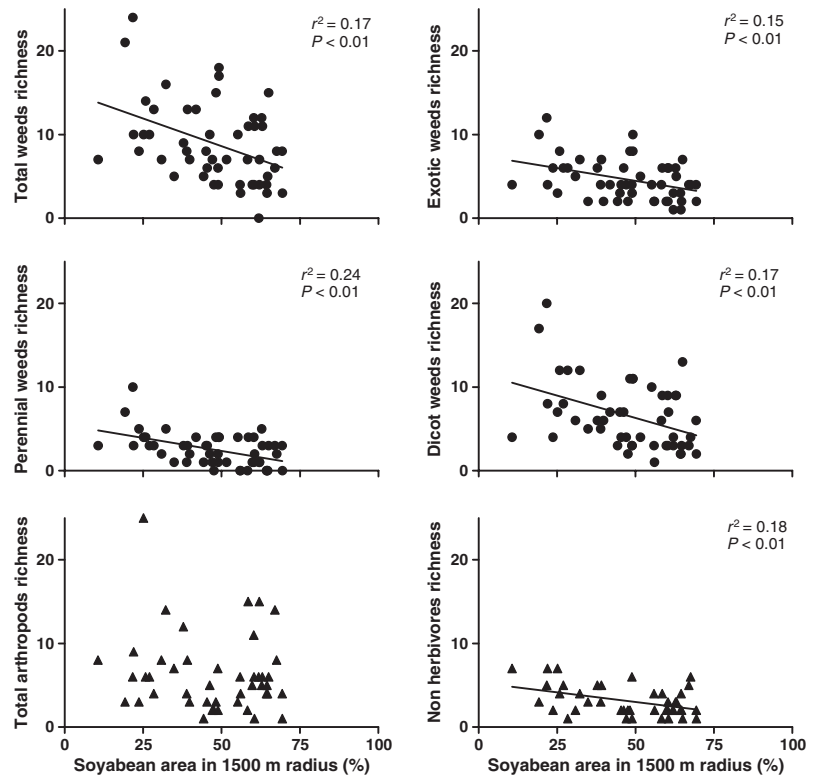 Total weeds richness
20
10
0
r² = 0.17
P < 0.01
Exotic weeds richness
20
10
0
r² = 0.15
P < 0.01
Perennial weeds richness
20
10
0
r² = 0.24
P < 0.01
Dicot weeds richness
20
10
0
r² = 0.17
P < 0.01
Total arthropods richness
20
10
0
0 25 50 75 100
Soyabean area in 1500 m radius (%)
Non herbivores richness
20
10
0
r² = 0.18
P < 0.01
0 25 50 75 100
Soyabean area in 1500 m radius (%)